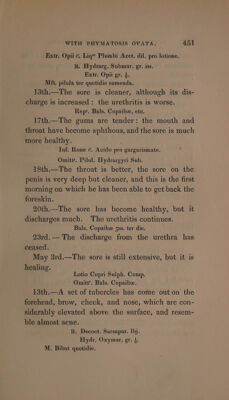 WITH PHYMATOSIS OVATA. 451
Extr. Opii c. Liqre Plumbi Acet. dil. pro lotione.
℞. Hydrarg. Submur. gr. iss.
Extr. Opii gr. ¼.
Mft. pilula ter quotidie sumenda.
13th.—The sore is cleaner, although its dis-
charge is increased : the urethritis is worse.
Repr. Bals. Copaibæ, etc.
17th.—The gums are tender : the mouth and
throat have become aphthous, and the sore is much
more healthy.
Inf. Rosæ c. Acido pro gargarismate.
Omittr. Pilul. Hydrargyri Sub.
18th.—The throat is better, the sore on the
penis is very deep but cleaner, and this is the first
morning on which he has been able to get back the
foreskin.
20th.—The sore has become healthy, but it
discharges much. The urethritis continues.
Bals. Copaibæ ʒss. ter die.
23rd. — The discharge from the urethra has
ceased.
May 3rd.—The sore is still extensive, but it is
healing.
Lotio Cupri Sulph. Comp.
Omittr. Bals. Copaibæ.
13th.—A set of tubercles has come out on the
forehead, brow, cheek, and nose, which are con-
siderably elevated above the surface, and resem-
ble almost acne.
℞. Decoct. Sarsapar. ℔j.
Hydr. Oxymur. gr. ¼.
M. Bibat quotidie.